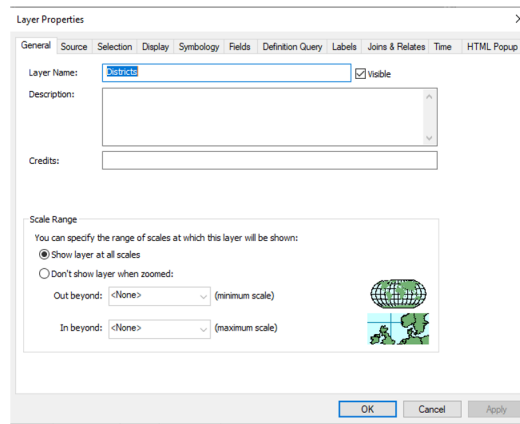 Layer Properties
General Source Selection Display Symbology Fields Definition Query Labels Joins & Relates Time HTML Popup
Layer Name: Districts Visible
Description:
Credits:
Scale Range
You can specify the range of scales at which this layer will be shown:
Show layer at all scales
Don't show layer when zoomed:
Out beyond: <None> (minimum scale)
In beyond: <None> (maximum scale)
OK Cancel Apply